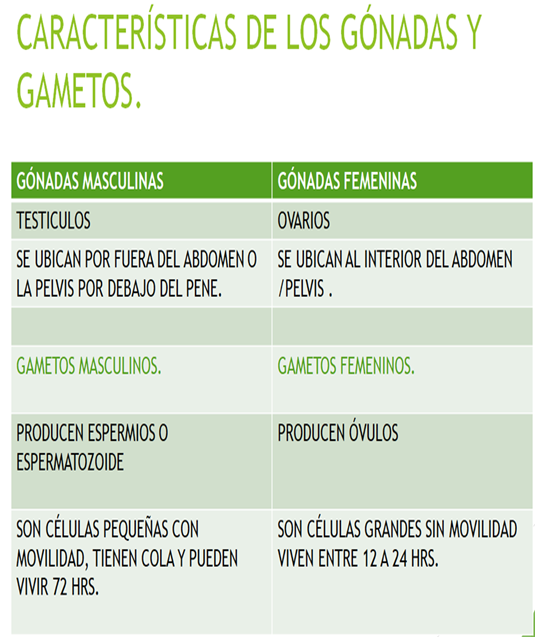 CARACTERÍSTICAS DE LOS GÓNADAS Y
GAMETOS.
GÓNADAS MASCULINAS
GÓNADAS FEMENINAS
TESTICULOS
OVARIOS
SE UBICAN POR FUERA DEL ABDOMEN O
LA PELVIS POR DEBAJO DEL PENE.
SE UBICAN AL INTERIOR DEL ABDOMEN
/PELVIS .
GAMETOS MASCULINOS.
GAMETOS FEMENINOS.
PRODUCEN ESPERMIOS O
ESPERMATOZOIDE
PRODUCEN ÓVULOS
SON CÉLULAS PEQUEÑAS CON
MOVILIDAD, TIENEN COLA Y PUEDEN
VIVIR 72 HRS.
SON CÉLULAS GRANDES SIN MOVILIDAD
VIVEN ENTRE 12 A 24 HRS.